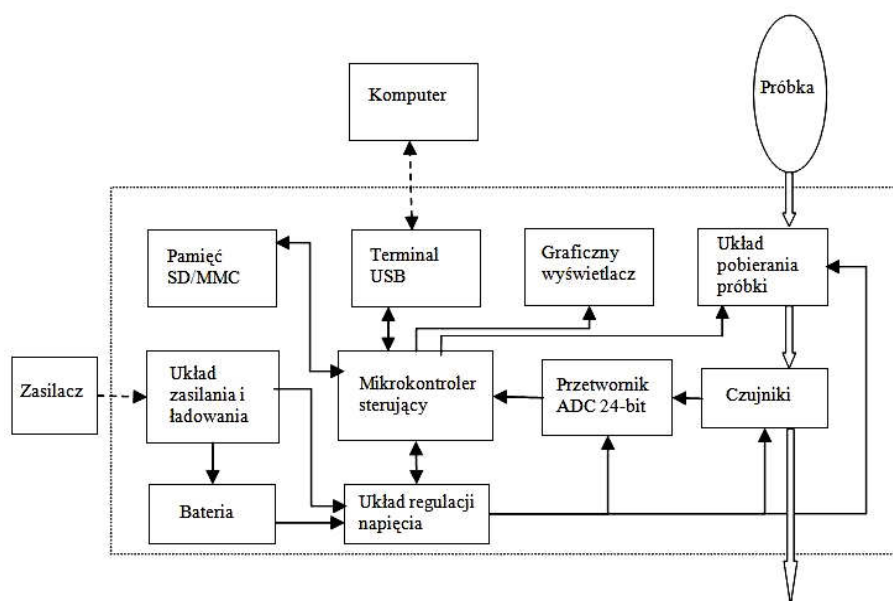 Próbka
Komputer
Pamięć
SD/MMC
Terminal
USB
Graficzny
wyświetlacz
Układ
pobierania
próbki
Zasilacz
Układ
zasilania i
ładowania
Mikrokontroler
sterujący
Przetwornik
ADC 24-bit
Czujniki
Bateria
Układ regulacji
napięcia